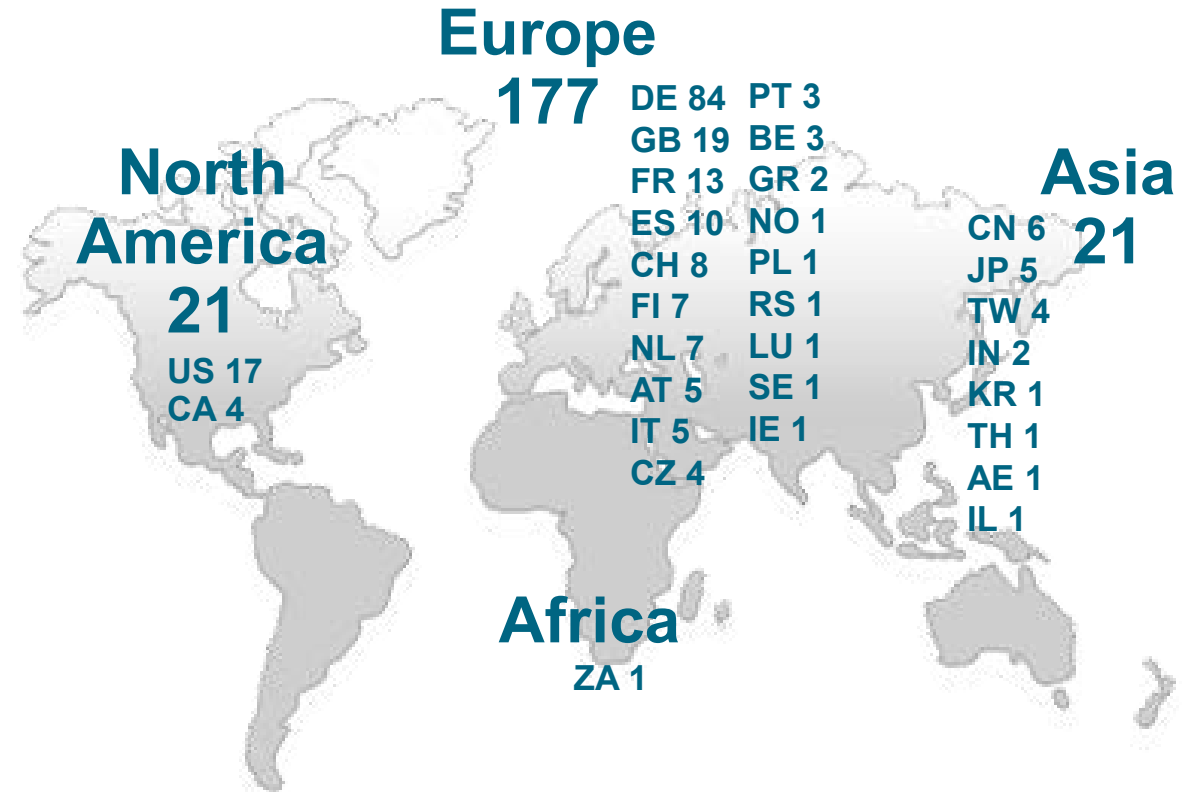 Europe
177
DE 84
GB 19
FR 13
ES 10
CH 8
FI 7
NL 7
AT 5
IT 5
CZ 4
PT 3
BE 3
GR 2
NO 1
PL 1
RS 1
LU 1
SE 1
IE 1
North
America
21
US 17
CA 4
Asia
21
CN 6
JP 5
TW 4
IN 2
KR 1
TH 1
AE 1
IL 1
Africa
ZA 1